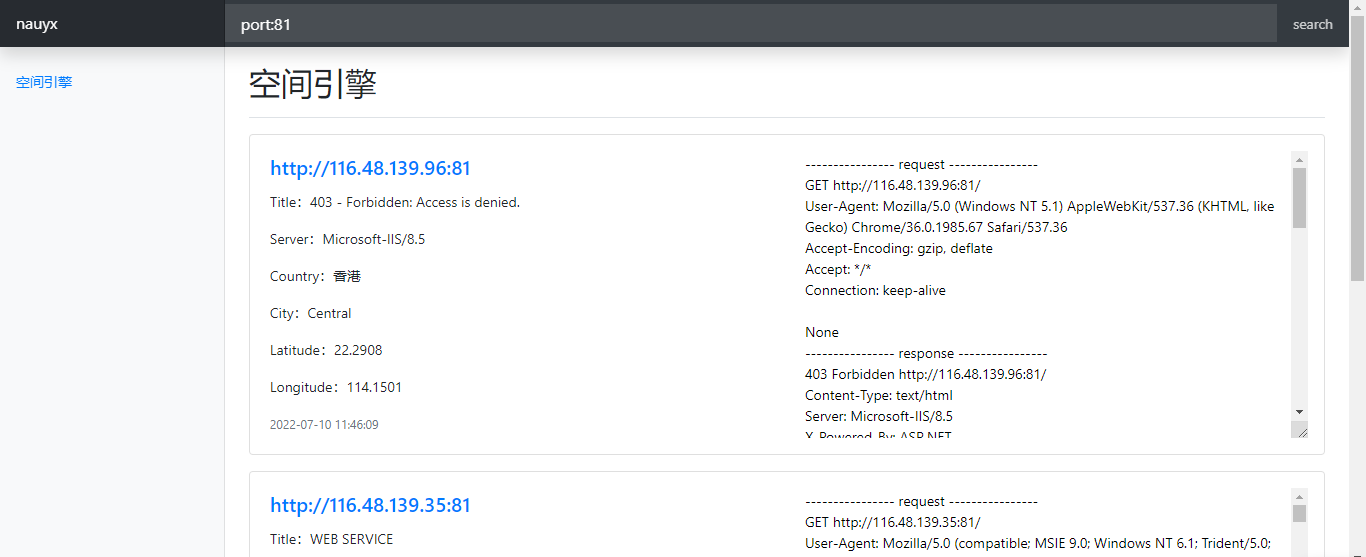 nauyx
port:81
search
空间引擎
空间引擎
http://116.48.139.96:81
Title：403 - Forbidden: Access is denied.
Server：Microsoft-IIS/8.5
Country：香港
City：Central
Latitude：22.2908
Longitude：114.1501
2022-07-10 11:46:09
---------------- request ----------------
GET http://116.48.139.96:81/
User-Agent: Mozilla/5.0 (Windows NT 5.1) AppleWebKit/537.36 (KHTML, like
Gecko) Chrome/36.0.1985.67 Safari/537.36
Accept-Encoding: gzip, deflate
Accept: */*
Connection: keep-alive
None
---------------- response ----------------
403 Forbidden http://116.48.139.96:81/
Content-Type: text/html
Server: Microsoft-IIS/8.5
X-Powered-By: ASP.NET
http://116.48.139.35:81
Title：WEB SERVICE
---------------- request ----------------
GET http://116.48.139.35:81/
User-Agent: Mozilla/5.0 (compatible; MSIE 9.0; Windows NT 6.1; Trident/5.0;